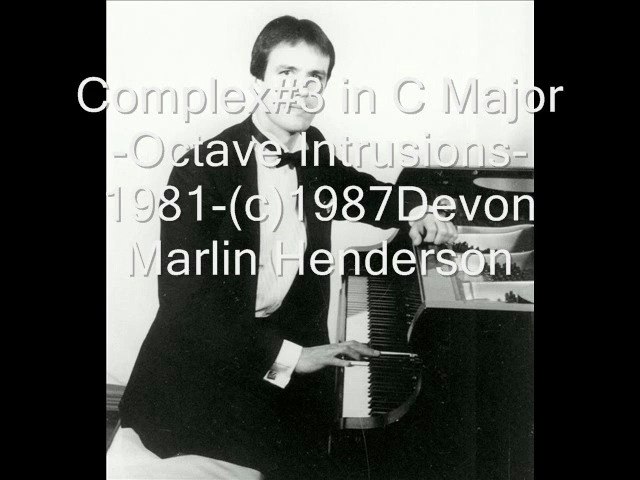 Complex#3 in C Major
-Octave Intrusions-
1981-(c)1987Devon
Marlin Henderson